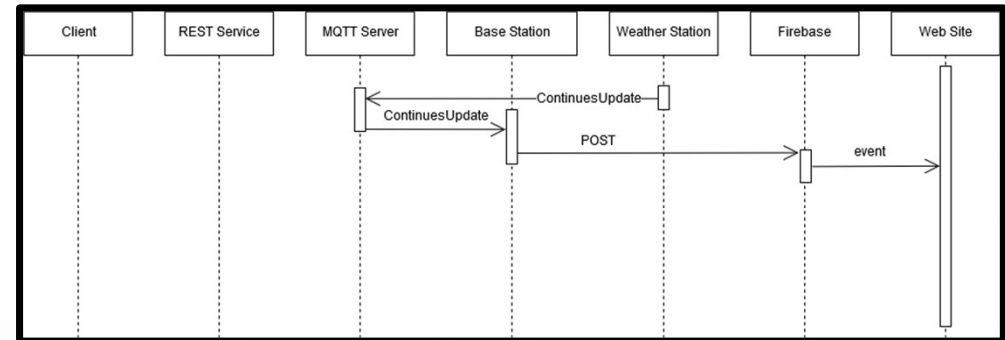 Client
REST Service
MQTT Server
Base Station
Weather Station
Firebase
Web Site
ContinuesUpdate
ContinuesUpdate
POST
event